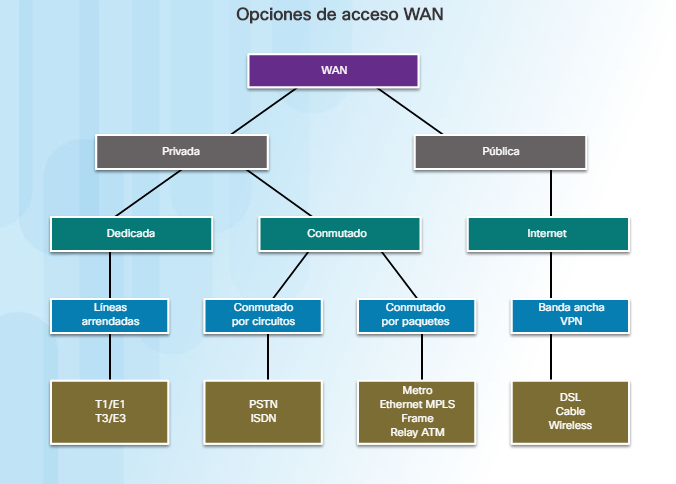 Opciones de acceso WAN
WAN
Privada
Pública
Dedicada
Conmutado
Internet
Líneas
arrendadas
Conmutado
por circuitos
Conmutado
por paquetes
Banda ancha
VPN
T1/E1
T3/E3
PSTN
ISDN
Metro
Ethernet MPLS
Frame
Relay ATM
DSL
Cable
Wireless